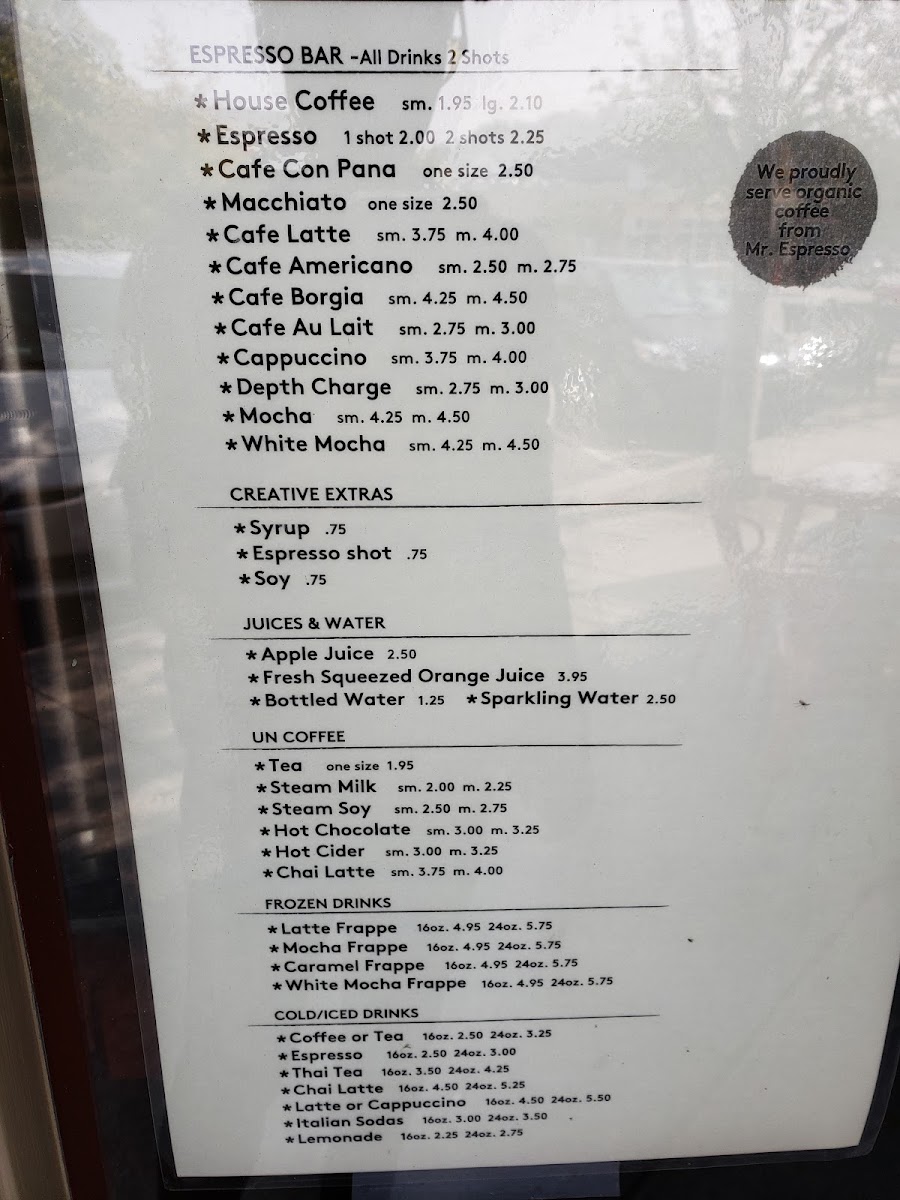 ESPRESSO BAR -All Drinks 2 Shots
* House Coffee sm. 1.95 lg. 2.10
* Espresso 1 shot 2.00 2 shots 2.25
* Cafe Con Pana one size 2.50
* Macchiato one size 2.50
* Cafe Latte sm. 3.75 m. 4.00
* Cafe Americano sm. 2.50 m. 2.75
* Cafe Borgia sm. 4.25 m. 4.50
* Cafe Au Lait sm. 2.75 m. 3.00
* Cappuccino sm. 3.75 m. 4.00
* Depth Charge sm. 2.75 m. 3.00
* Mocha sm. 4.25 m. 4.50
* White Mocha sm. 4.25 m. 4.50
We proudly
serve organic
coffee
from
Mr. Espresso
CREATIVE EXTRAS
* Syrup .75
* Espresso shot .75
* Soy .75
JUICES & WATER
* Apple Juice 2.50
* Fresh Squeezed Orange Juice 3.95
* Bottled Water 1.25 * Sparkling Water 2.50
UN COFFEE
* Tea one size 1.95
* Steam Milk sm. 2.00 m. 2.25
* Steam Soy sm. 2.50 m. 2.75
* Hot Chocolate sm. 3.00 m. 3.25
* Hot Cider sm. 3.00 m. 3.25
* Chai Latte sm. 3.75 m. 4.00
FROZEN DRINKS
* Latte Frappe 16oz. 4.95 24oz. 5.75
* Mocha Frappe 16oz. 4.95 24oz. 5.75
* Caramel Frappe 16oz. 4.95 24oz. 5.75
* White Mocha Frappe 16oz. 4.95 24oz. 5.75
COLD/ICED DRINKS
* Coffee or Tea 16oz. 2.50 24oz. 3.25
* Espresso 16oz. 2.50 24oz. 3.00
* Thai Tea 16oz. 3.50 24oz. 4.25
* Chai Latte 16oz. 4.50 24oz. 5.25
* Latte or Cappuccino 16oz. 4.50 24oz. 5.50
* Italian Sodas 16oz. 3.00 24oz. 3.50
* Lemonade 16oz. 2.25 24oz. 2.75